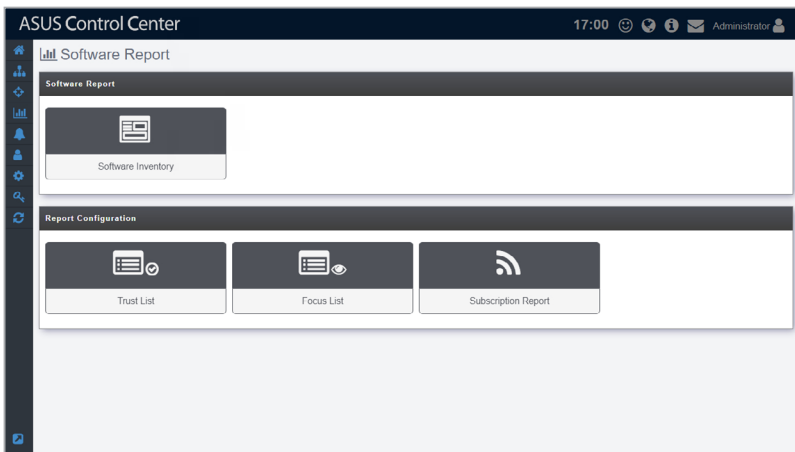 ASUS Control Center
17:00
Administrator
Software Report
Software Report
Software Inventory
Report Configuration
Trust List
Focus List
Subscription Report